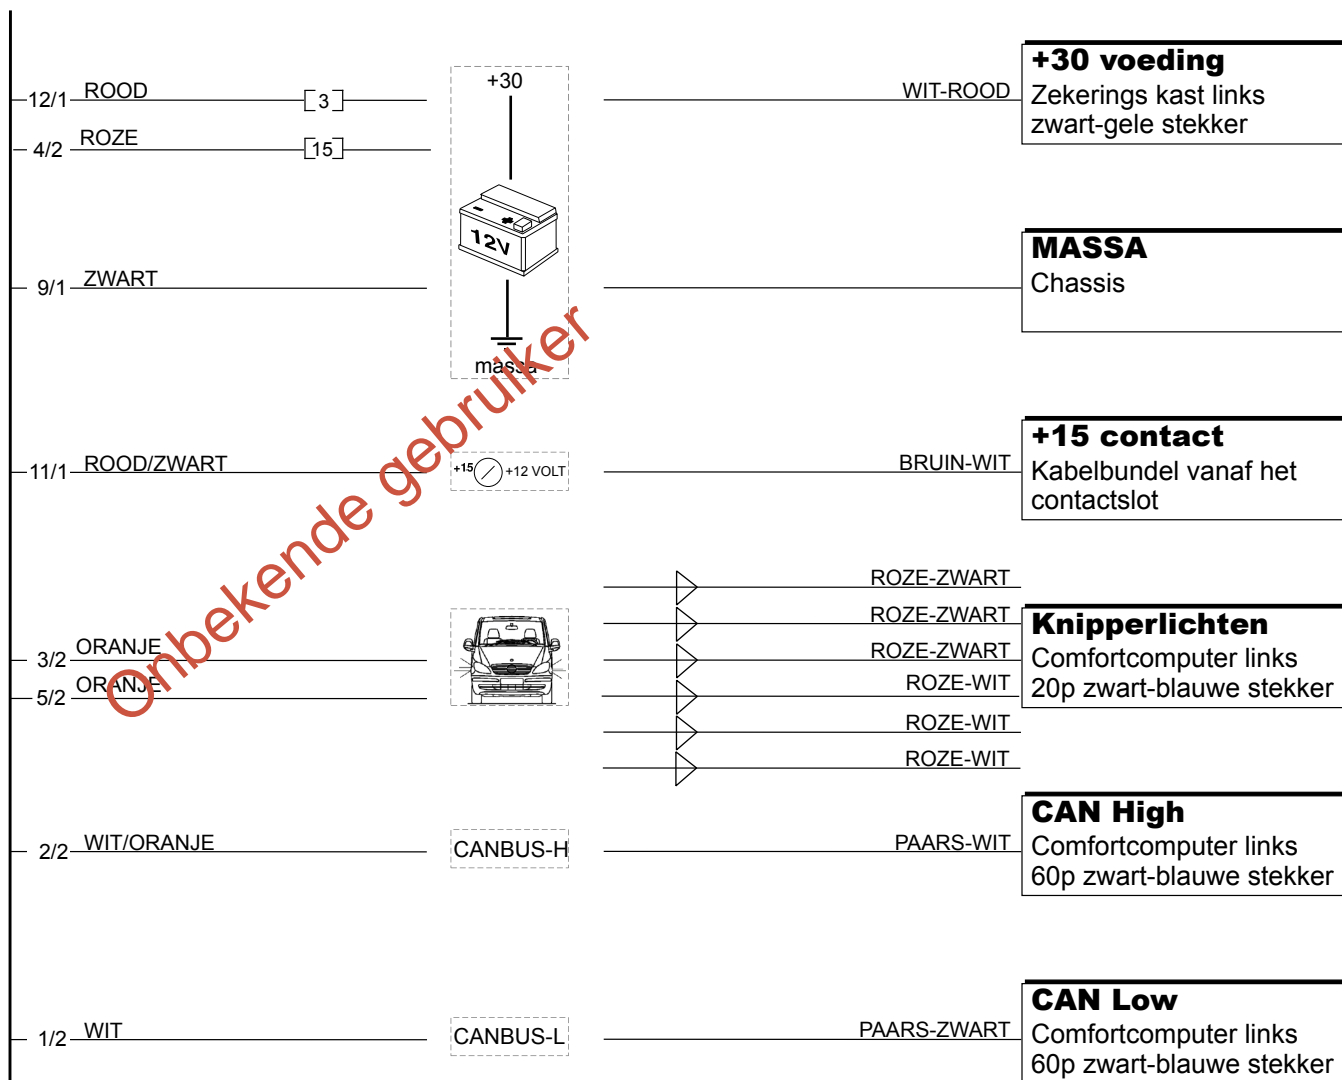 +30 voeding
Zekerings kast links
zwart-gele stekker
12/1 ROOD [3] +30 WIT-ROOD
4/2 ROZE [15]
12V
MASSA
Chassis
9/1 ZWART
massa
+15 contact
Kabelbundel vanaf het
contactslot
11/1 ROOD/ZWART +15 +12 VOLT BRUIN-WIT
Onbekende gebruiker
ROZE-ZWART
ROZE-ZWART
Knipperlichten
Comfortcomputer links
20p zwart-blauwe stekker
3/2 ORANJE ROZE-ZWART
5/2 ORANJE ROZE-WIT
ROZE-WIT
ROZE-WIT
CAN High
Comfortcomputer links
60p zwart-blauwe stekker
2/2 WIT/ORANJE CANBUS-H PAARS-WIT
CAN Low
Comfortcomputer links
60p zwart-blauwe stekker
1/2 WIT CANBUS-L PAARS-ZWART